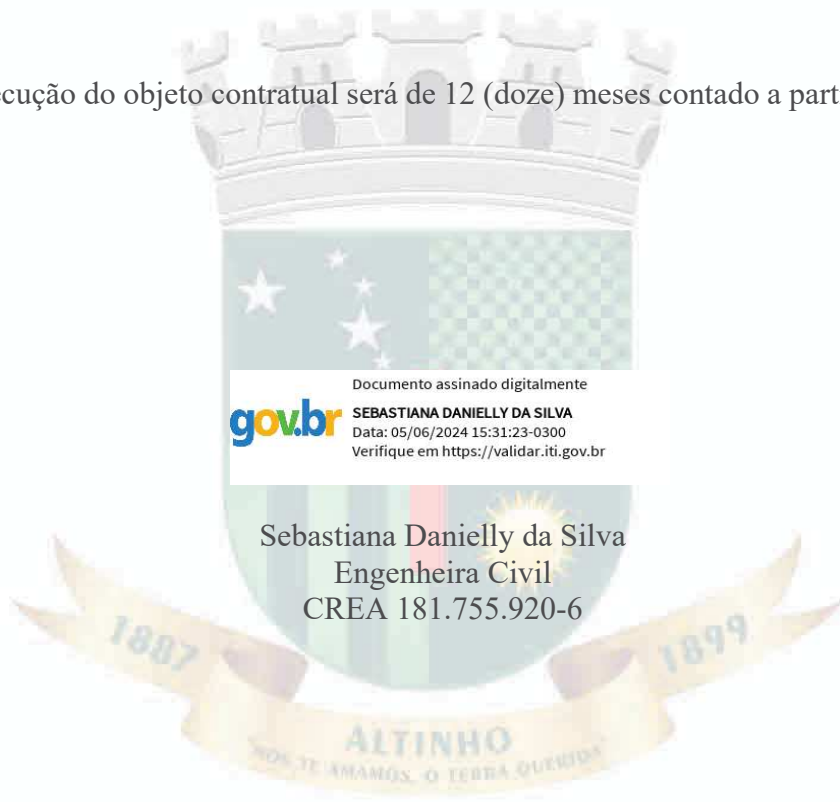 ecução do objeto contratual será de 12 (doze) meses contado a part
gov.br
Documento assinado digitalmente
SEBASTIANA DANIELLY DA SILVA
Data: 05/06/2024 15:31:23-0300
Verifique em https://validar.iti.gov.br
Sebastiana Danielly da Silva
Engenheira Civil
CREA 181.755.920-6
1887
1899
ALTINHO
NÓS TE AMAMOS, Ó TERRA QUERIDA